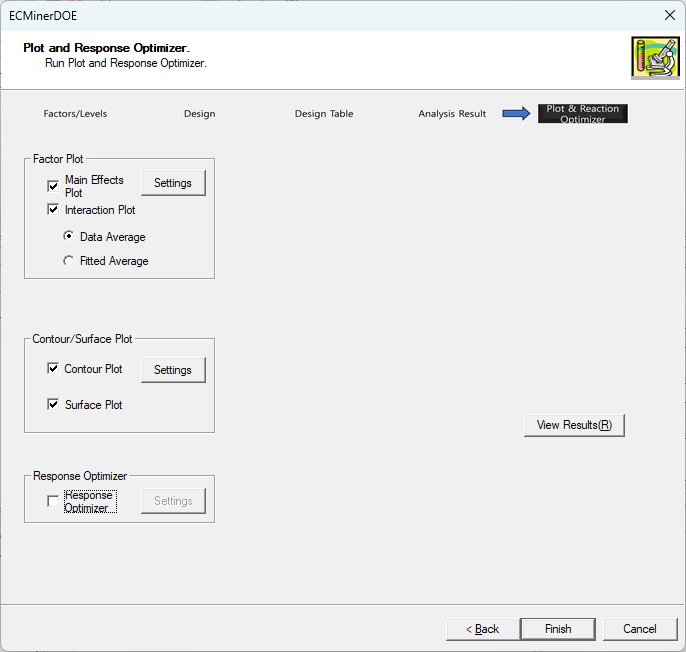 ECMinerDOE
Plot and Response Optimizer.
Run Plot and Response Optimizer.
Factors/Levels
Design
Design Table
Analysis Result
Plot & Reaction
Optimizer
Factor Plot
Main Effects
Plot
Settings
Interaction Plot
Data Average
Fitted Average
Contour/Surface Plot
Contour Plot
Settings
Surface Plot
View Results(R)
Response Optimizer
Response
Optimizer
Settings
< Back
Finish
Cancel